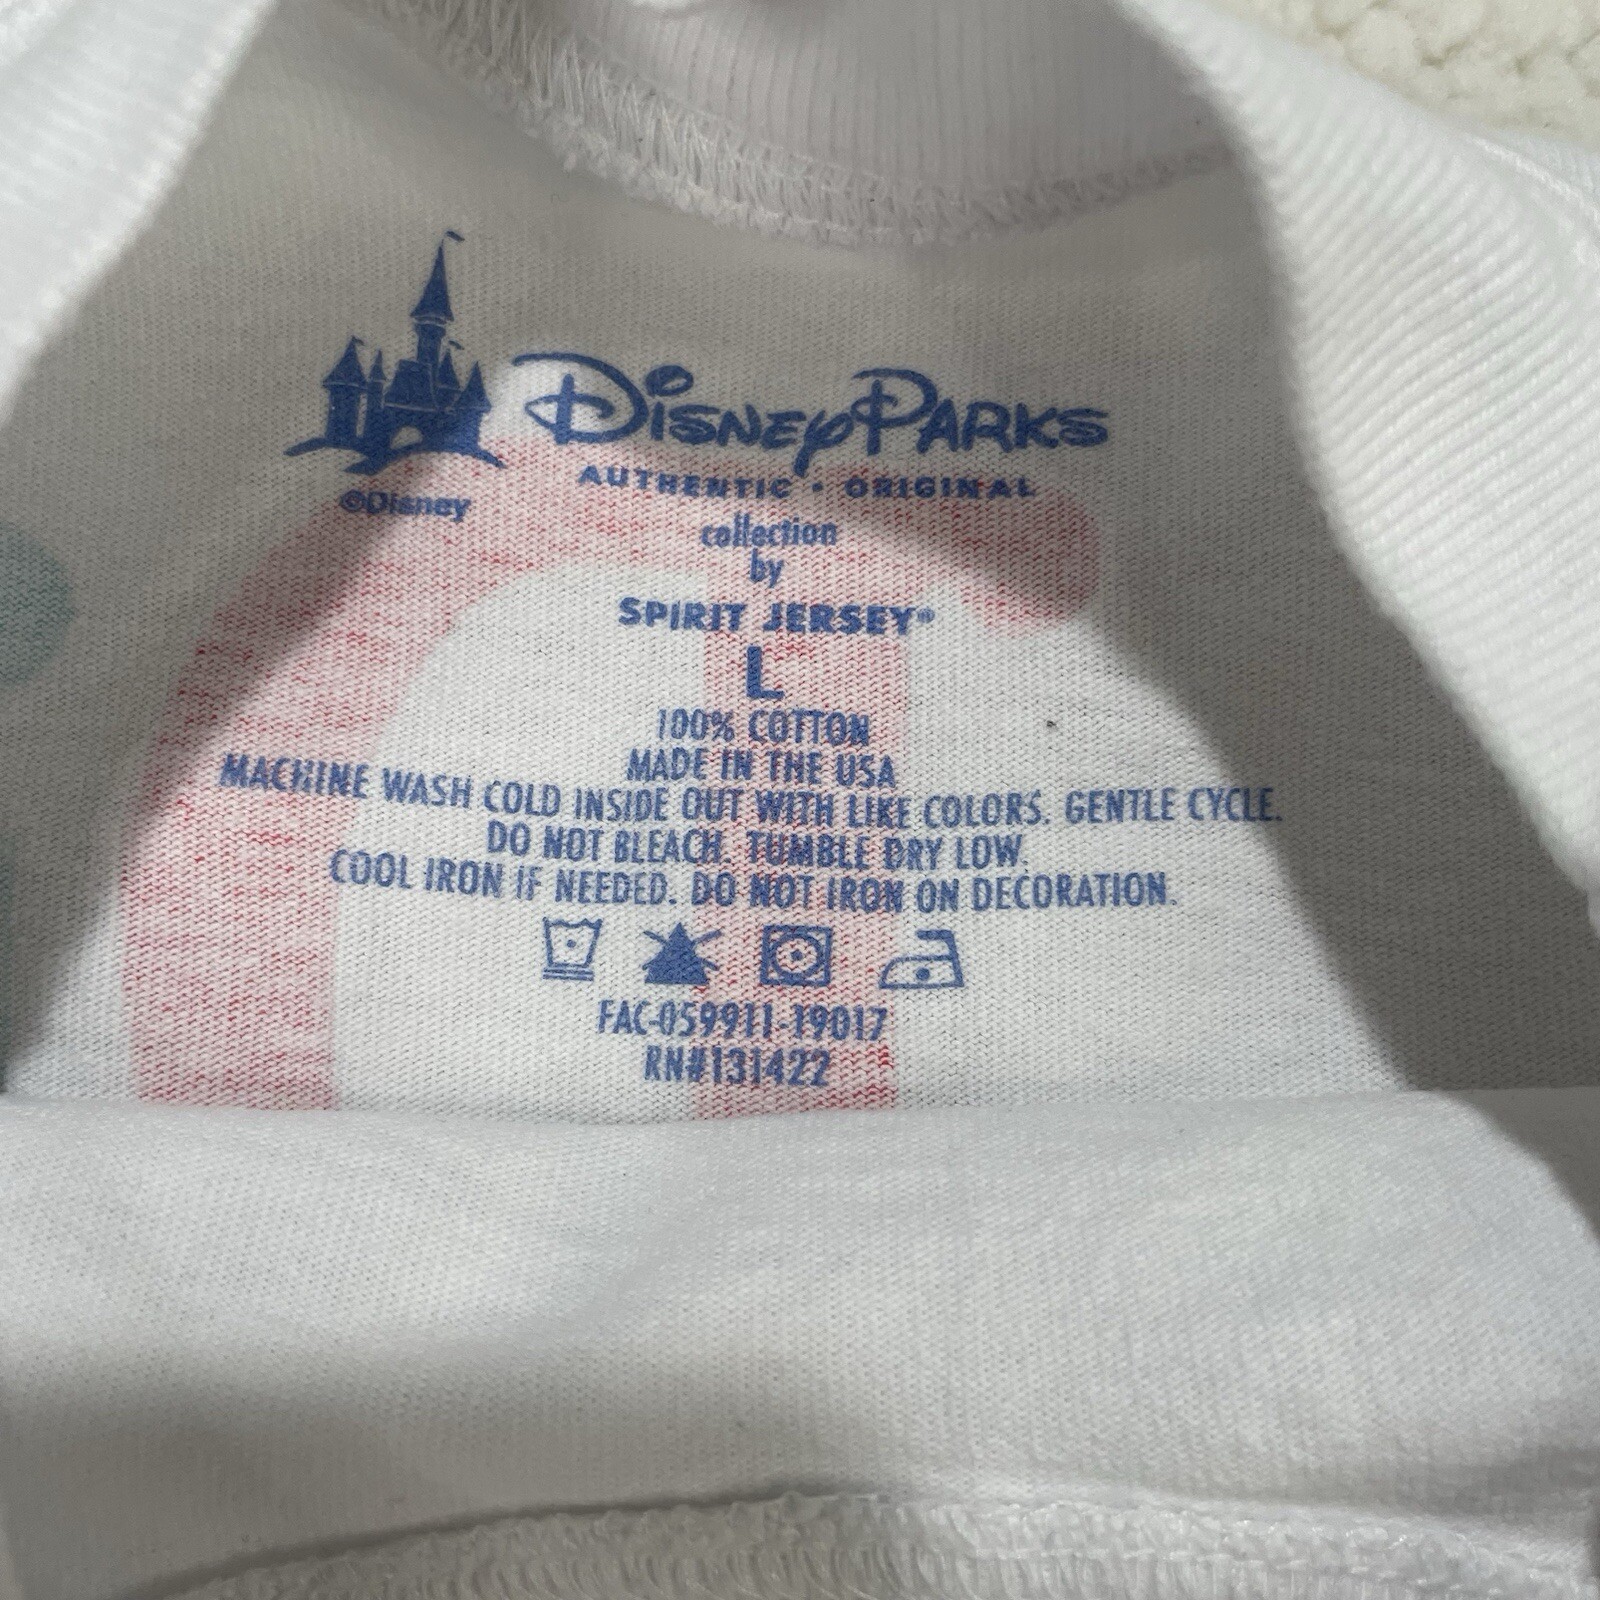 DISNEY PARKS
AUTHENTIC • ORIGINAL
©Disney
collection
by
SPIRIT JERSEY®
L
100% COTTON
MADE IN THE USA
MACHINE WASH COLD INSIDE OUT WITH LIKE COLORS. GENTLE CYCLE.
DO NOT BLEACH. TUMBLE DRY LOW.
COOL IRON IF NEEDED. DO NOT IRON ON DECORATION.
FAC-059911-19017
RN#131422